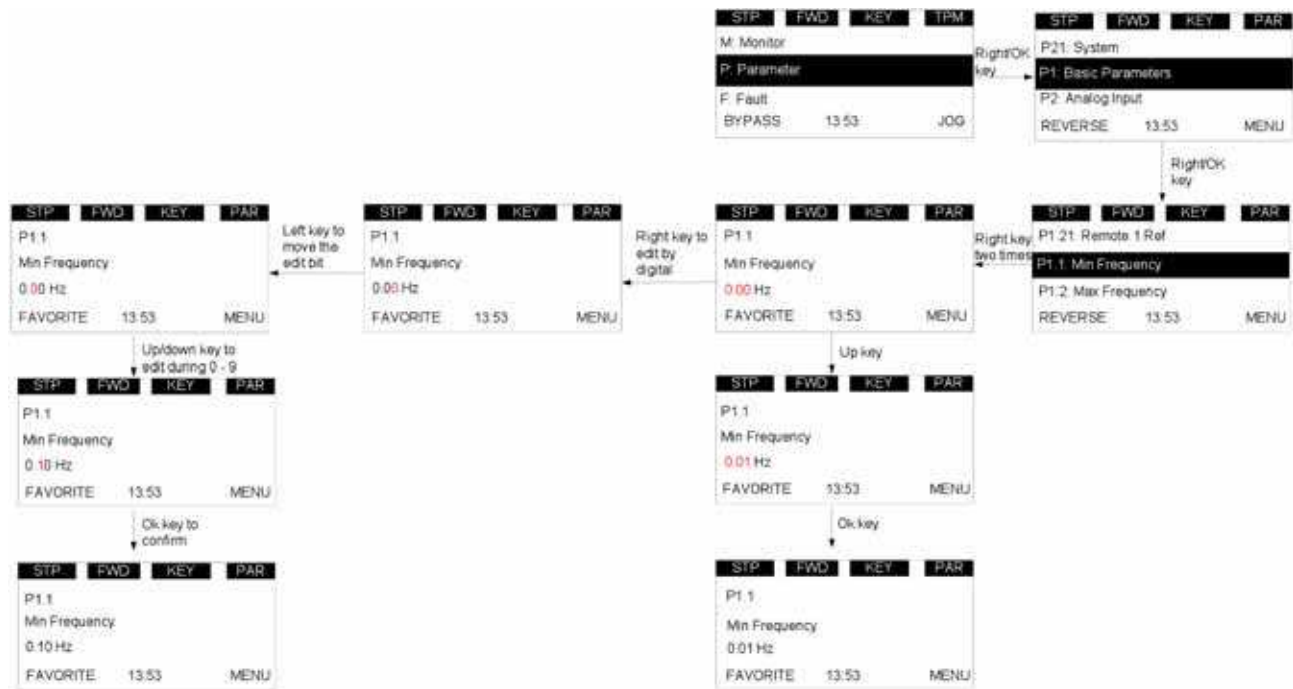 STP FWD KEY TPM
M: Monitor
P: Parameter
F: Fault
BYPASS 13:53 JOG
Right/OK
key
STP FWD KEY PAR
P21: System
P1: Basic Parameters
P2: Analog Input
REVERSE 13:53 MENU
Right/OK
key
STP FWD KEY PAR
P1.21: Remote 1 Ref
P1.1: Min Frequency
P1.2: Max Frequency
REVERSE 13:53 MENU
Right key
two times
STP FWD KEY PAR
P1.1
Min Frequency
0.00 Hz
FAVORITE 13:53 MENU
Right key to
edit by
digital
STP FWD KEY PAR
P1.1
Min Frequency
0.00 Hz
FAVORITE 13:53 MENU
Left key to
move the
edit bit
STP FWD KEY PAR
P1.1
Min Frequency
0.00 Hz
FAVORITE 13:53 MENU
Up/down key to
edit during 0 - 9
STP FWD KEY PAR
P1.1
Min Frequency
0.10 Hz
FAVORITE 13:53 MENU
Ok key to
confirm
STP FWD KEY PAR
P1.1
Min Frequency
0.10 Hz
FAVORITE 13:53 MENU
Up key
STP FWD KEY PAR
P1.1
Min Frequency
0.01 Hz
FAVORITE 13:53 MENU
Ok key
STP FWD KEY PAR
P1.1
Min Frequency
0.01 Hz
FAVORITE 13:53 MENU